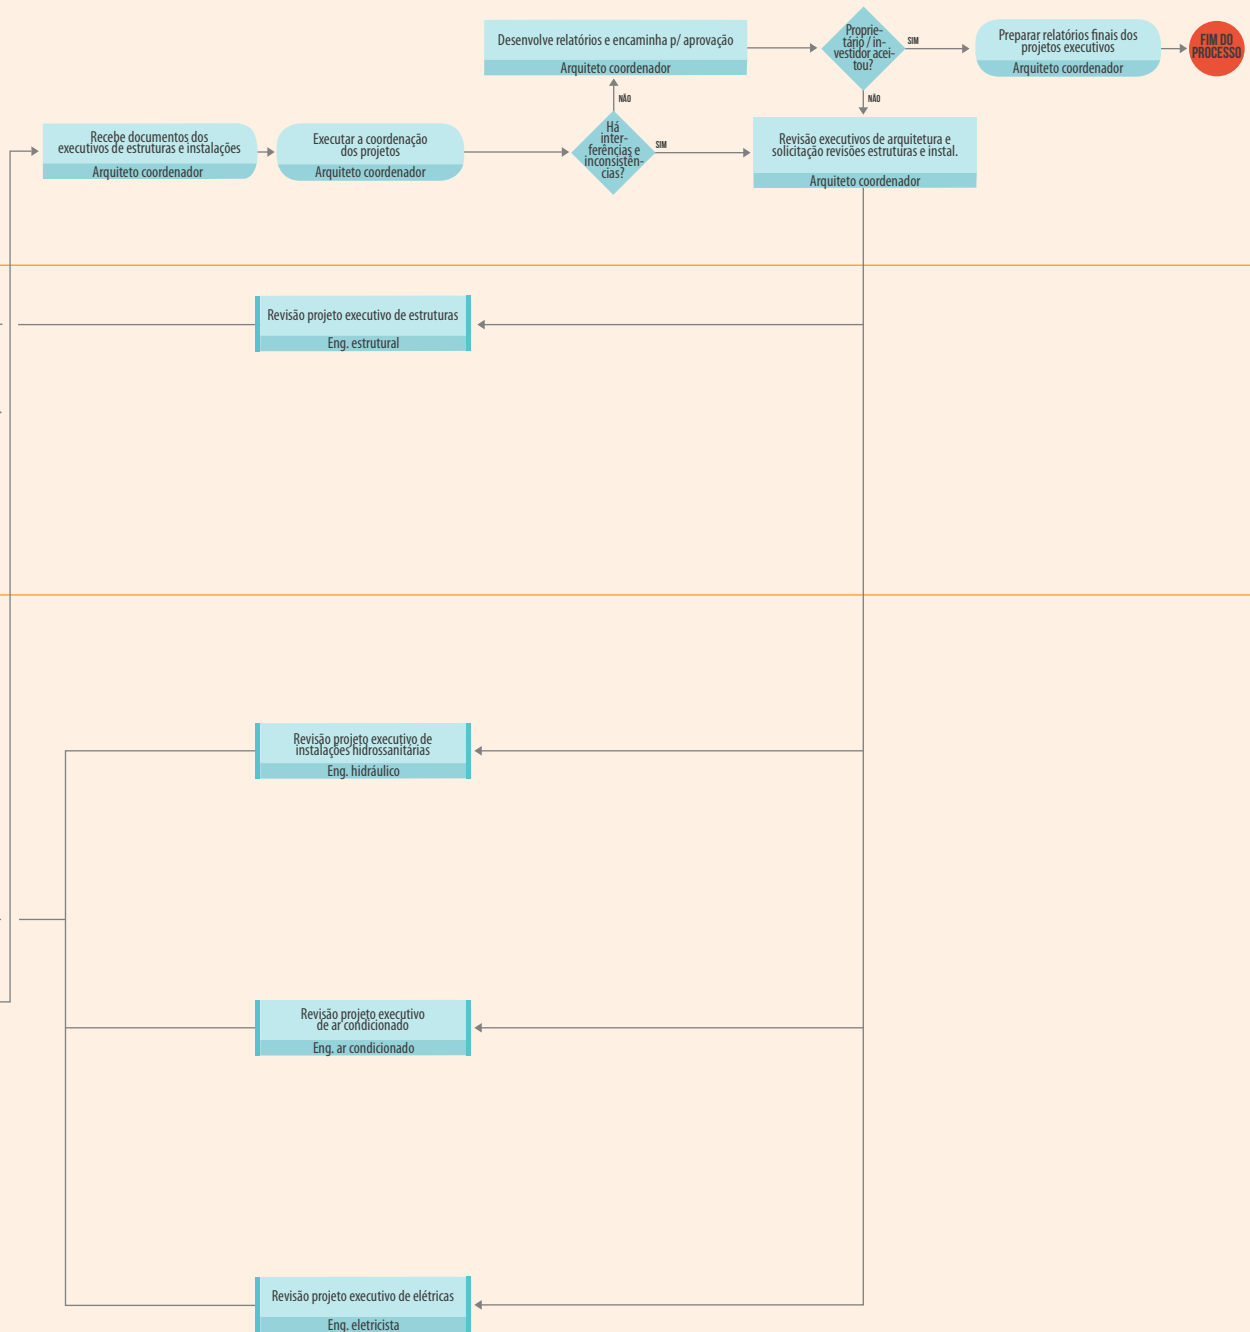 Desenvolve relatórios e encaminha p/ aprovação
Arquiteto coordenador
NÃO
Proprie-
tário / in-
vestidor acei-
tou?
SIM
NÃO
Preparar relatórios finais dos
projetos executivos
Arquiteto coordenador
FIM DO
PROCESSO
Recebe documentos dos
executivos de estruturas e instalações
Arquiteto coordenador
Executar a coordenação
dos projetos
Arquiteto coordenador
Há
inter-
ferências e
inconsistên-
cias?
SIM
Revisão executivos de arquitetura e
solicitação revisões estruturas e instal.
Arquiteto coordenador
Revisão projeto executivo de estruturas
Eng. estrutural
Revisão projeto executivo de
instalações hidrossanitárias
Eng. hidráulico
Revisão projeto executivo
de ar condicionado
Eng. ar condicionado
Revisão projeto executivo de elétricas
Eng. eletricista